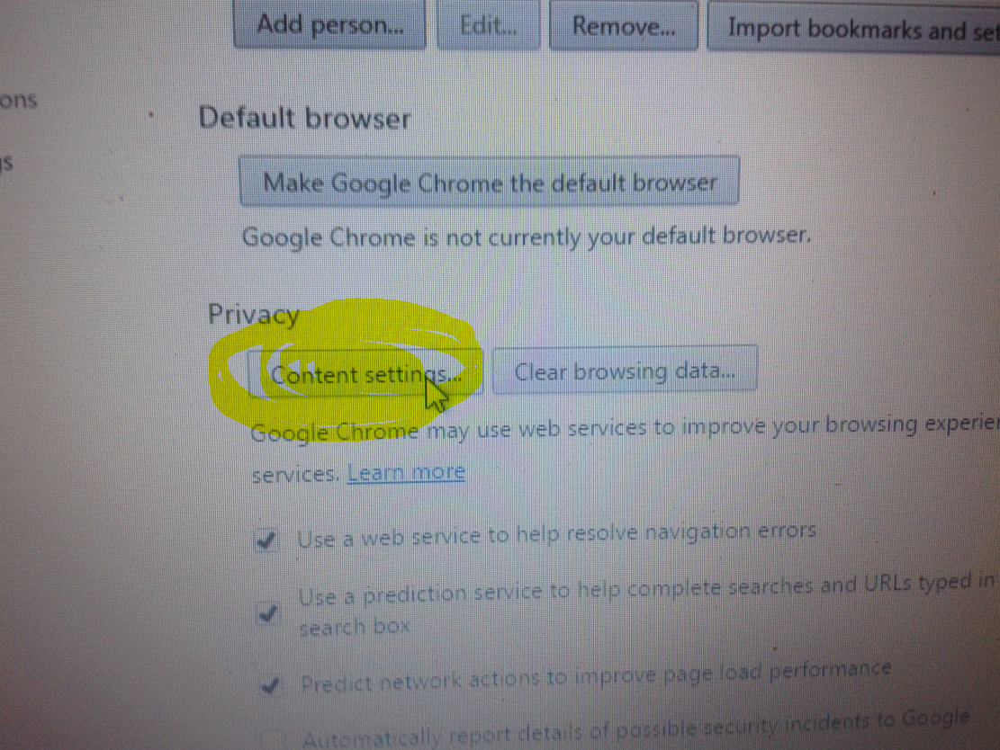 Add person... Edit... Remove... Import bookmarks and set
ons
Default browser
gs
Make Google Chrome the default browser
Google Chrome is not currently your default browser.
Privacy
Content settings... Clear browsing data...
Google Chrome may use web services to improve your browsing experien
services. Learn more
Use a web service to help resolve navigation errors
Use a prediction service to help complete searches and URLs typed in
search box
Predict network actions to improve page load performance
Automatically report details of possible security incidents to Google